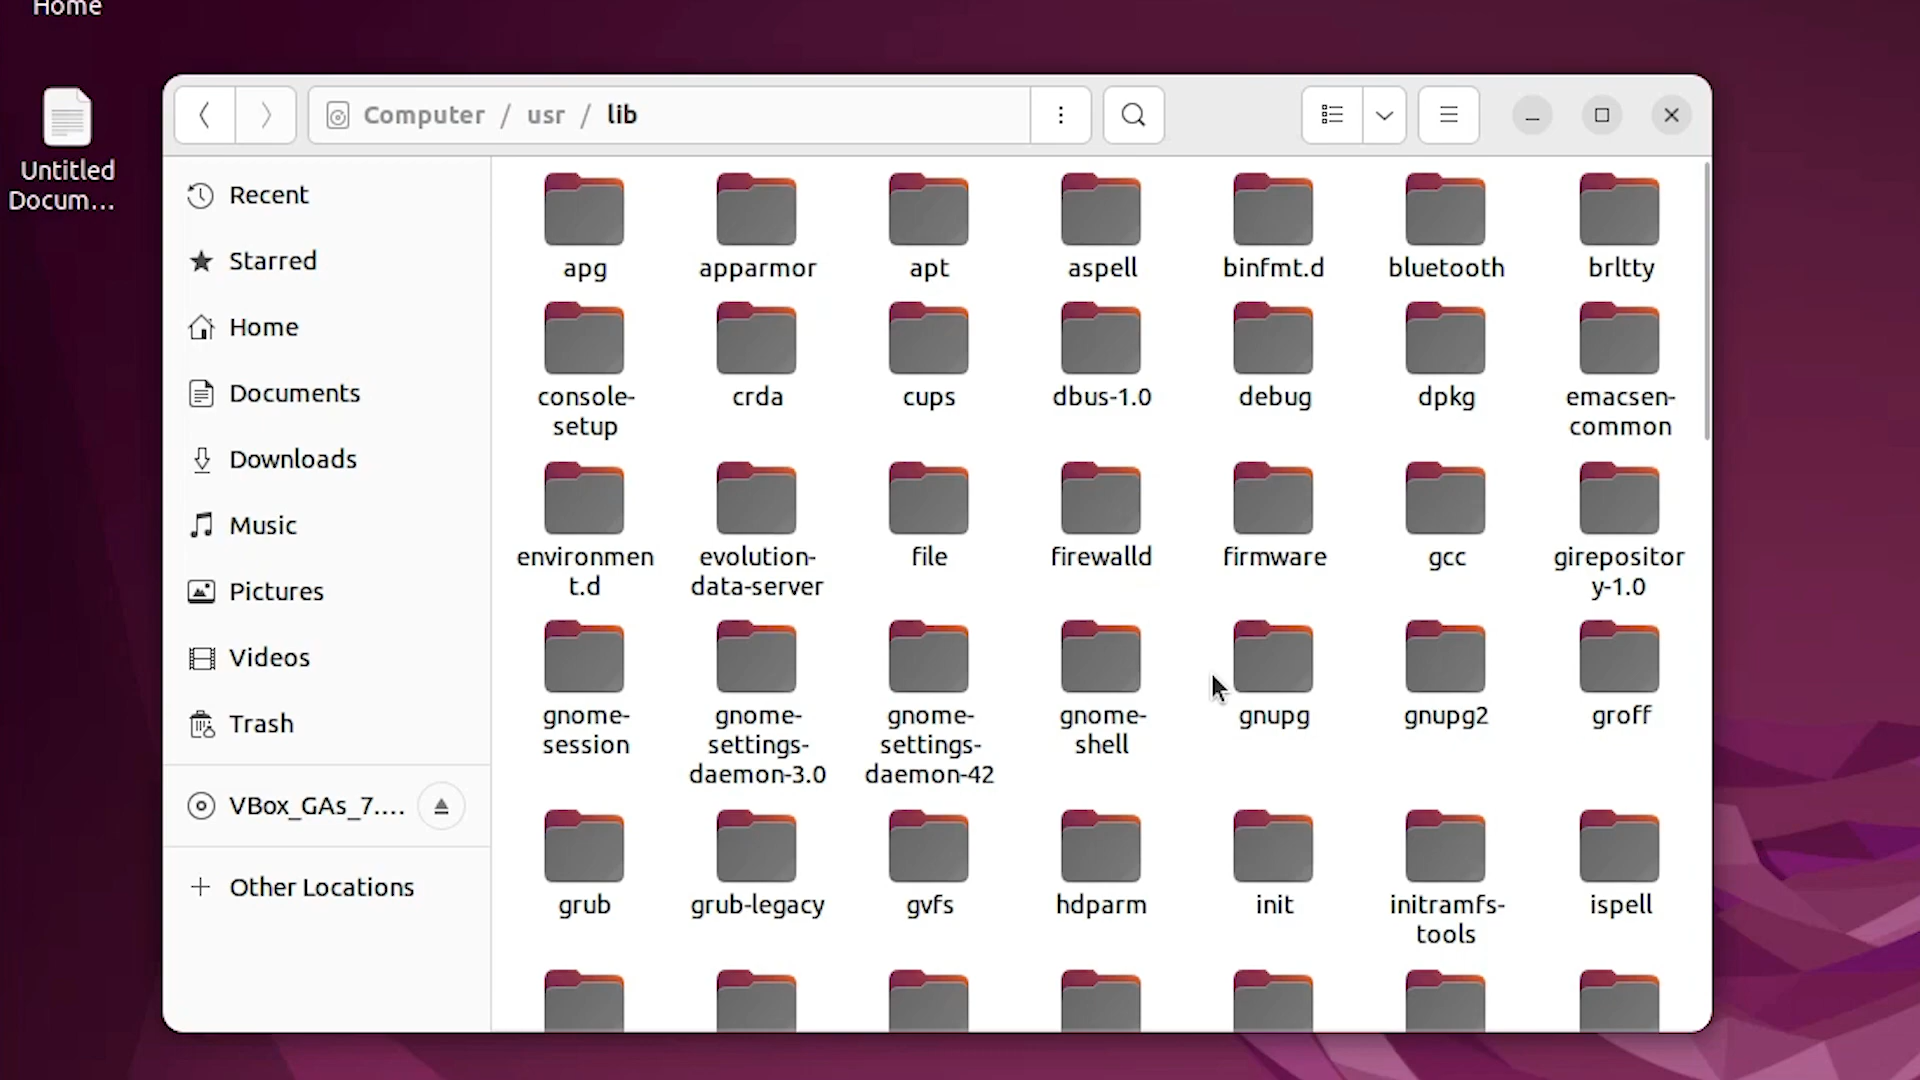 Home
Untitled
Docum...
Computer / usr / lib
Recent
Starred
Home
Documents
Downloads
Music
Pictures
Videos
Trash
VBox_GAs_7....
Other Locations
apg
apparmor
apt
aspell
binfmt.d
bluetooth
brltty
console-
setup
crda
cups
dbus-1.0
debug
dpkg
emacsen-
common
environmen
t.d
evolution-
data-server
file
firewalld
firmware
gcc
girepositor
y-1.0
gnome-
session
gnome-
settings-
daemon-3.0
gnome-
settings-
daemon-42
gnome-
shell
gnupg
gnupg2
groff
grub
grub-legacy
gvfs
hdparm
init
initramfs-
tools
ispell